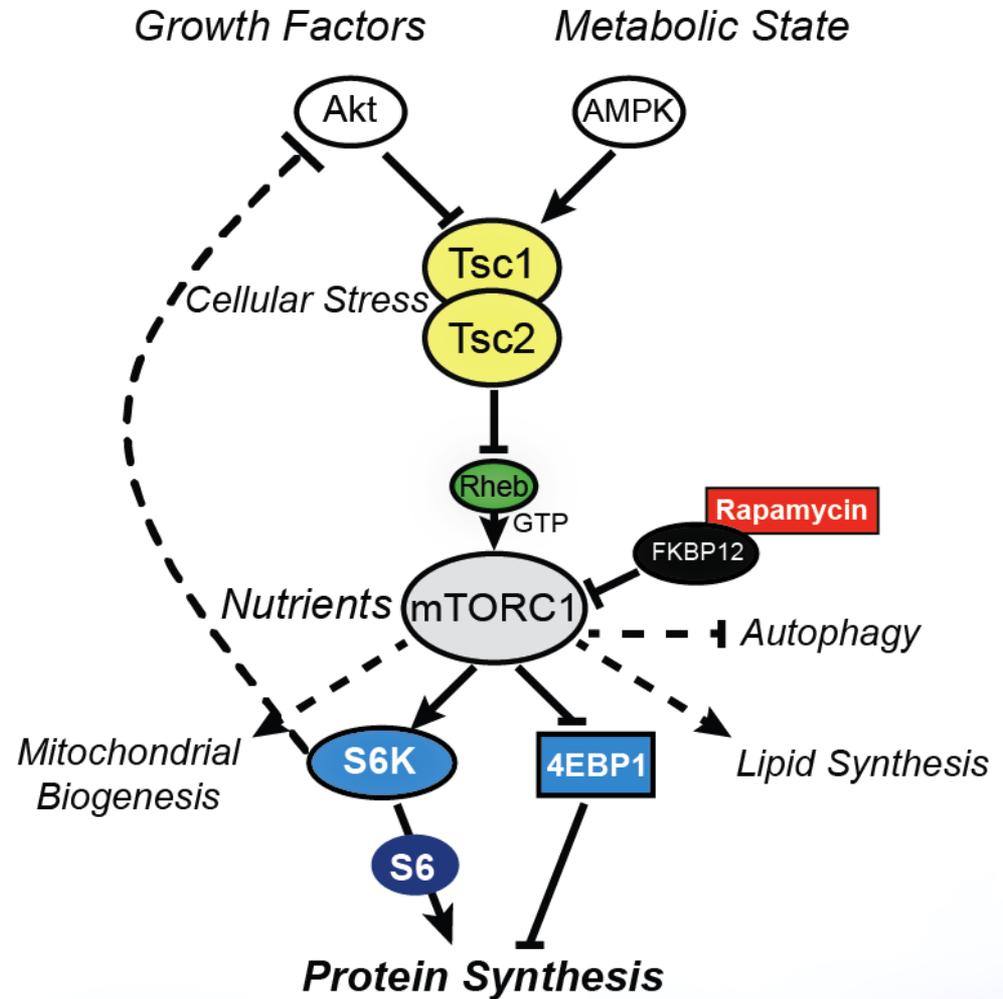 Growth Factors
Metabolic State
Akt
AMPK
Tsc1
Cellular Stress
Tsc2
Rheb
GTP
Rapamycin
FKBP12
Nutrients
mTORC1
Autophagy
Mitochondrial
Biogenesis
S6K
4EBP1
Lipid Synthesis
S6
Protein Synthesis